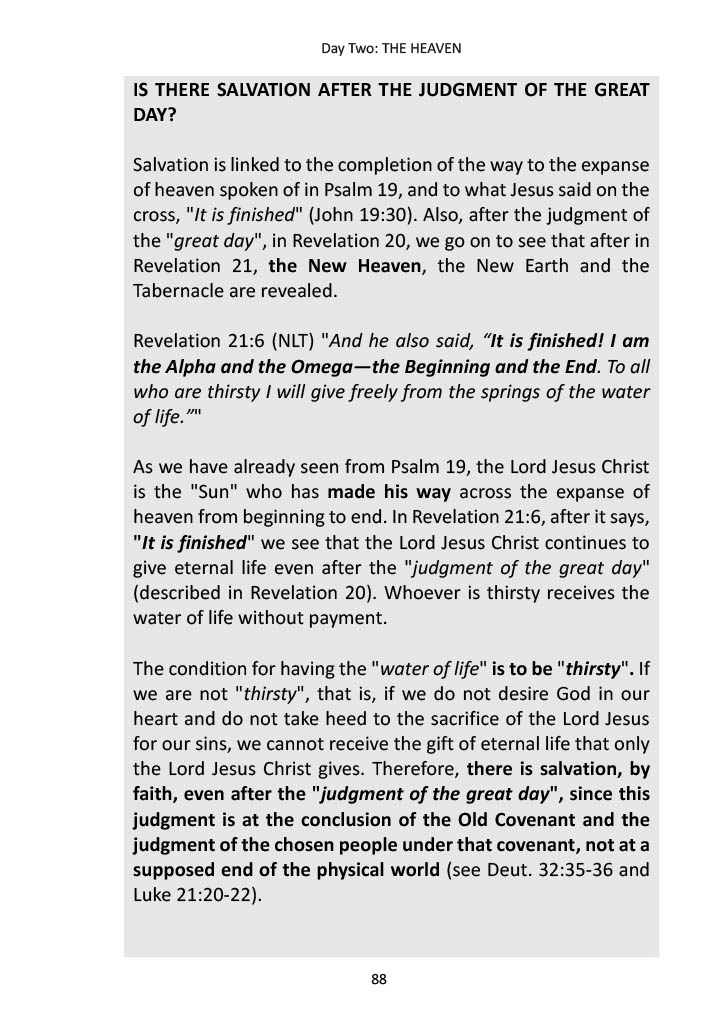 Day Two: THE HEAVEN
IS THERE SALVATION AFTER THE JUDGMENT OF THE GREAT
DAY?
Salvation is linked to the completion of the way to the expanse
of heaven spoken of in Psalm 19, and to what Jesus said on the
cross, "It is finished" (John 19:30). Also, after the judgment of
the "great day", in Revelation 20, we go on to see that after in
Revelation 21, the New Heaven, the New Earth and the
Tabernacle are revealed.
Revelation 21:6 (NLT) "And he also said, “It is finished! I am
the Alpha and the Omega—the Beginning and the End. To all
who are thirsty I will give freely from the springs of the water
of life.”"
As we have already seen from Psalm 19, the Lord Jesus Christ
is the "Sun" who has made his way across the expanse of
heaven from beginning to end. In Revelation 21:6, after it says,
"It is finished" we see that the Lord Jesus Christ continues to
give eternal life even after the "judgment of the great day"
(described in Revelation 20). Whoever is thirsty receives the
water of life without payment.
The condition for having the "water of life" is to be "thirsty". If
we are not "thirsty", that is, if we do not desire God in our
heart and do not take heed to the sacrifice of the Lord Jesus
for our sins, we cannot receive the gift of eternal life that only
the Lord Jesus Christ gives. Therefore, there is salvation, by
faith, even after the "judgment of the great day", since this
judgment is at the conclusion of the Old Covenant and the
judgment of the chosen people under that covenant, not at a
supposed end of the physical world (see Deut. 32:35-36 and
Luke 21:20-22).
88